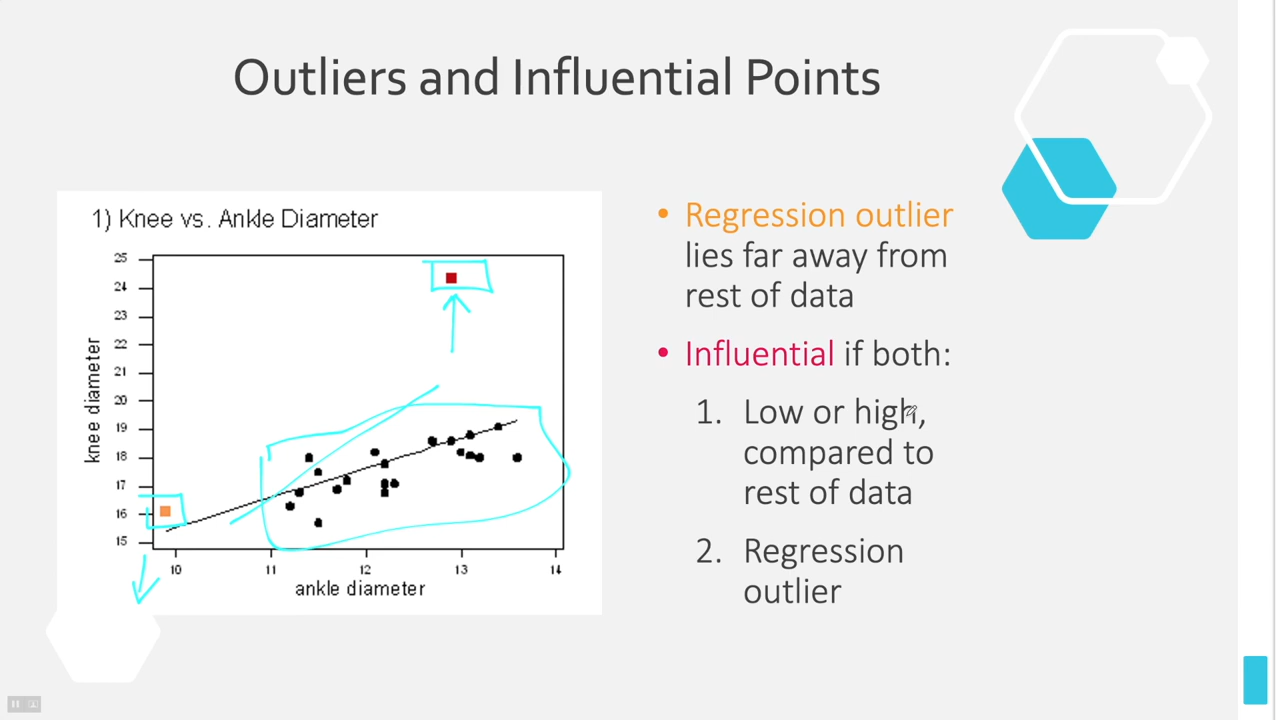 Outliers and Influential Points
1) Knee vs. Ankle Diameter
25
24
23
22
21
20
19
18
17
16
15
knee diameter
10 11 12 13 14
ankle diameter
• Regression outlier
lies far away from
rest of data
• Influential if both:
1. Low or high,
compared to
rest of data
2. Regression
outlier